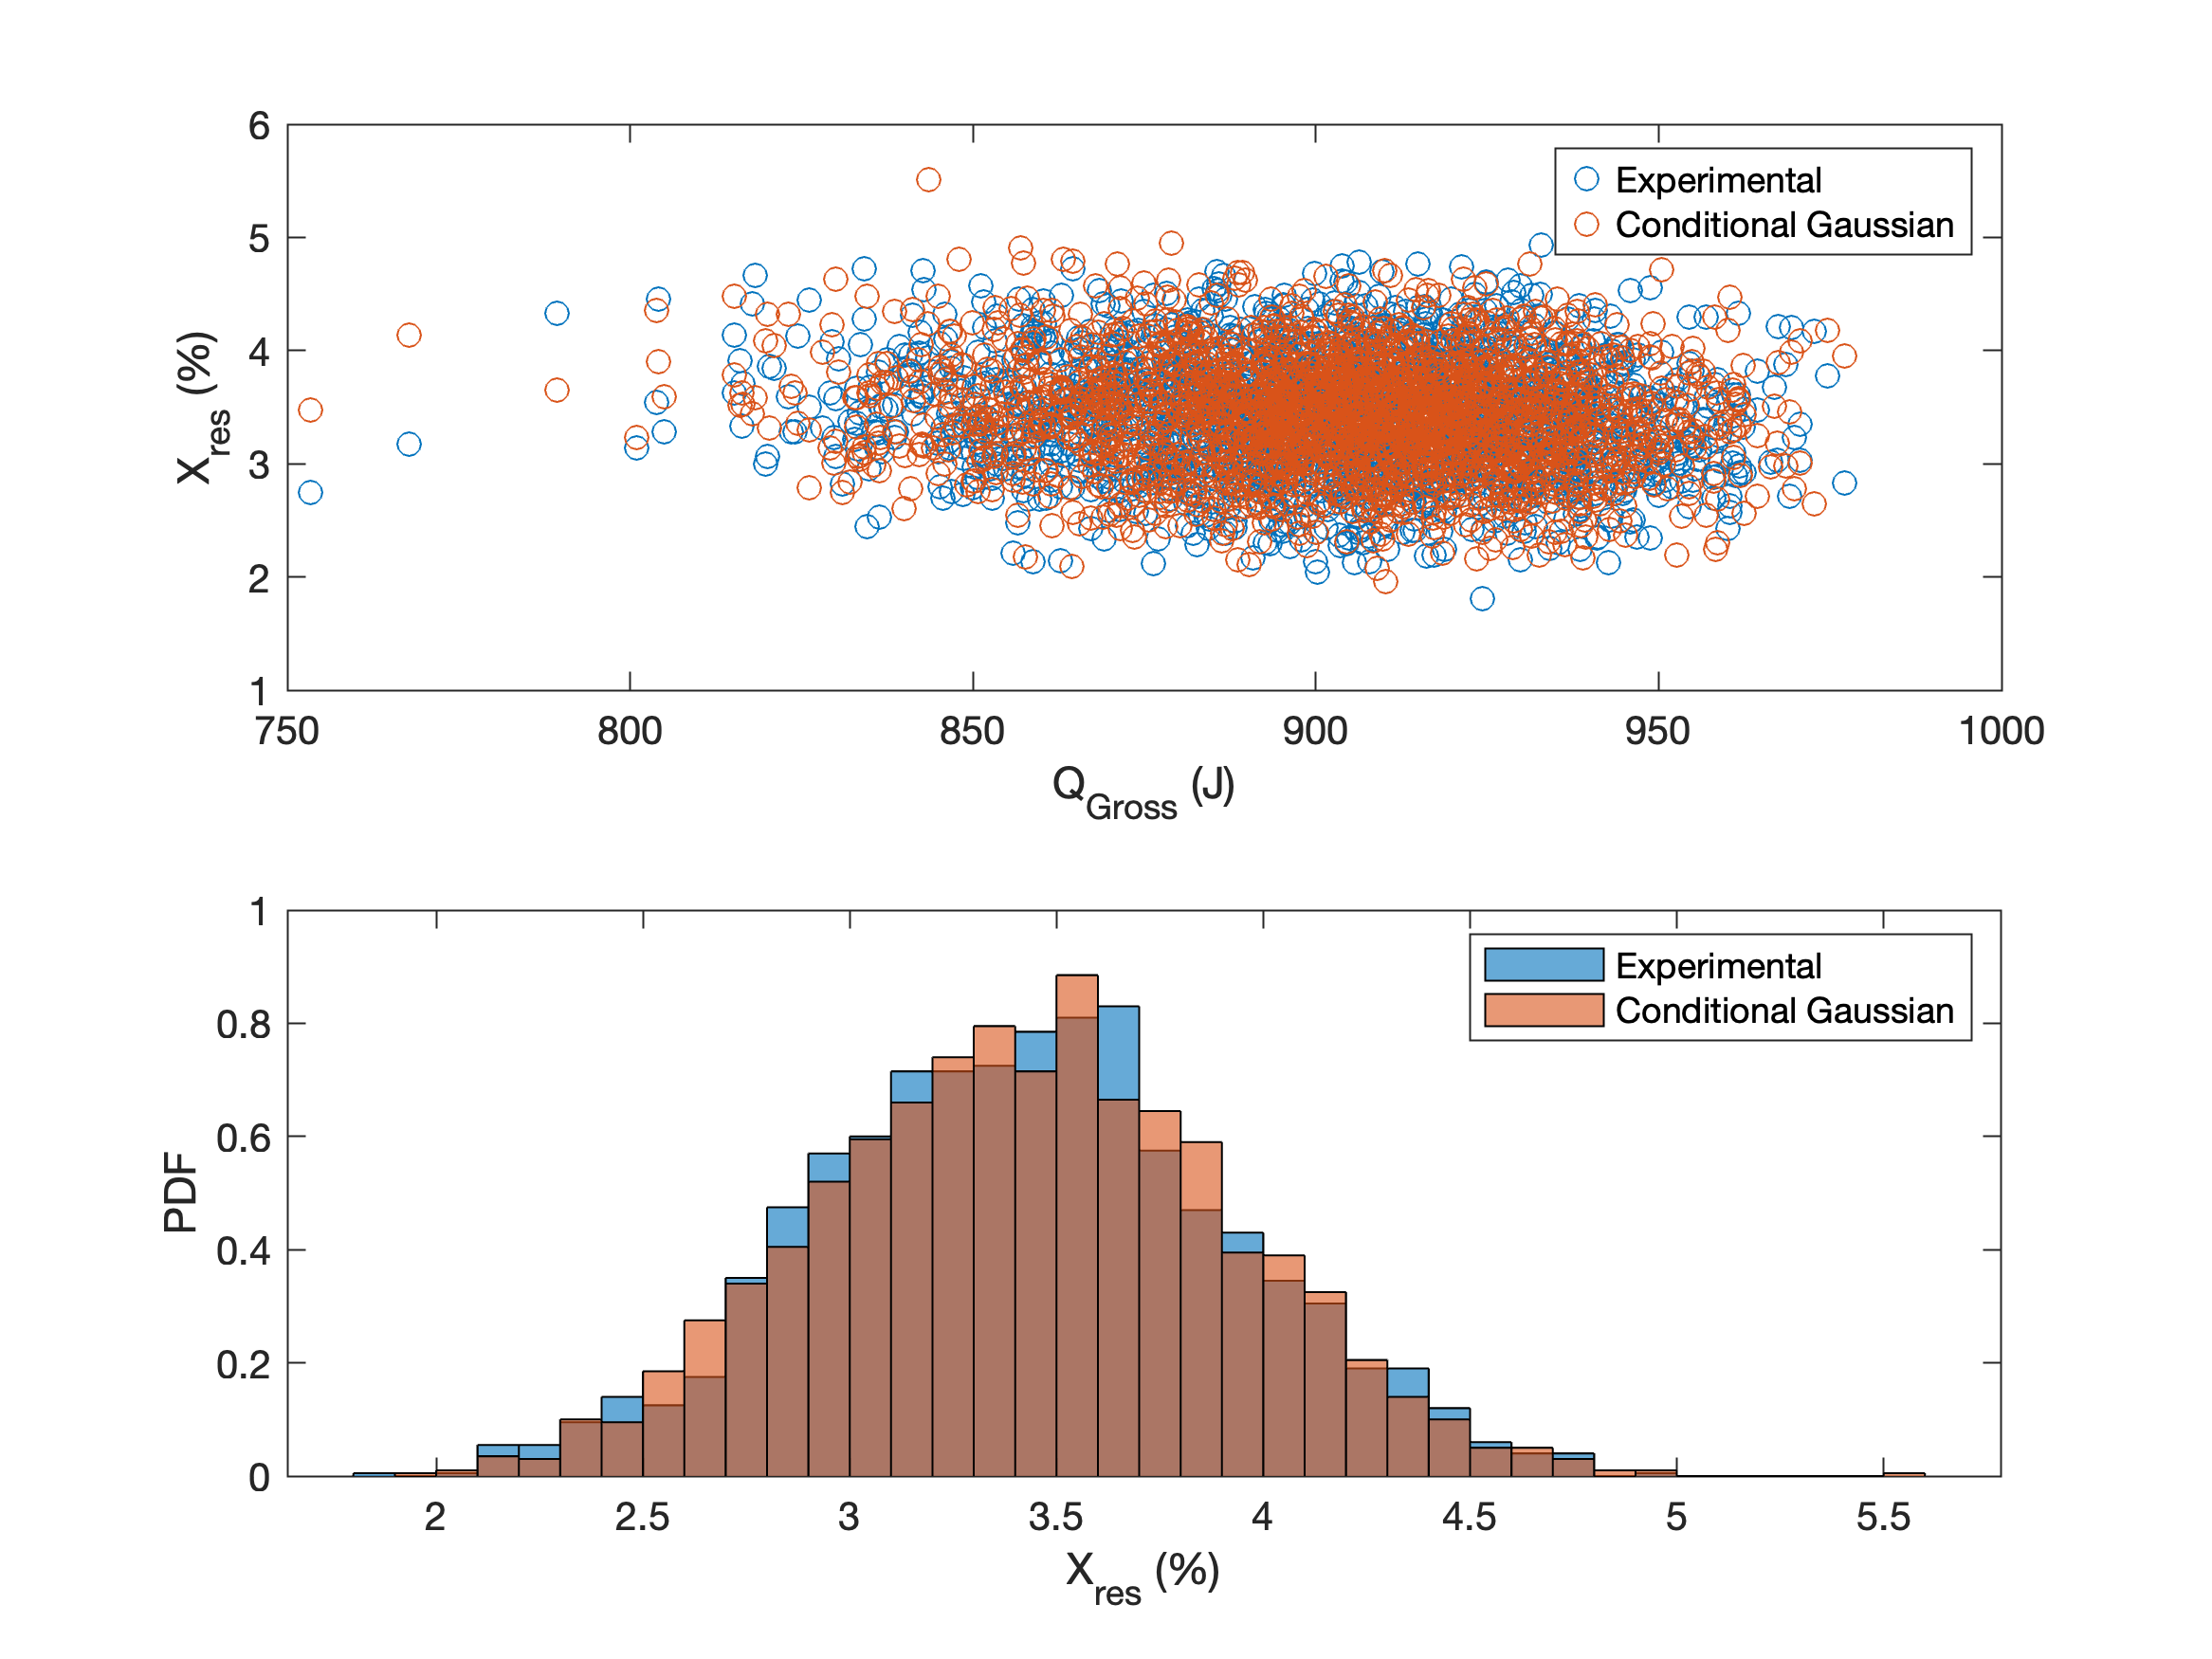 6
5
4
3
2
1
X_res (%)
Experimental
Conditional Gaussian
750 800 850 900 950 1000
Q_Gross (J)
1
0.8
0.6
0.4
0.2
0
PDF
Experimental
Conditional Gaussian
2 2.5 3 3.5 4 4.5 5 5.5
X_res (%)